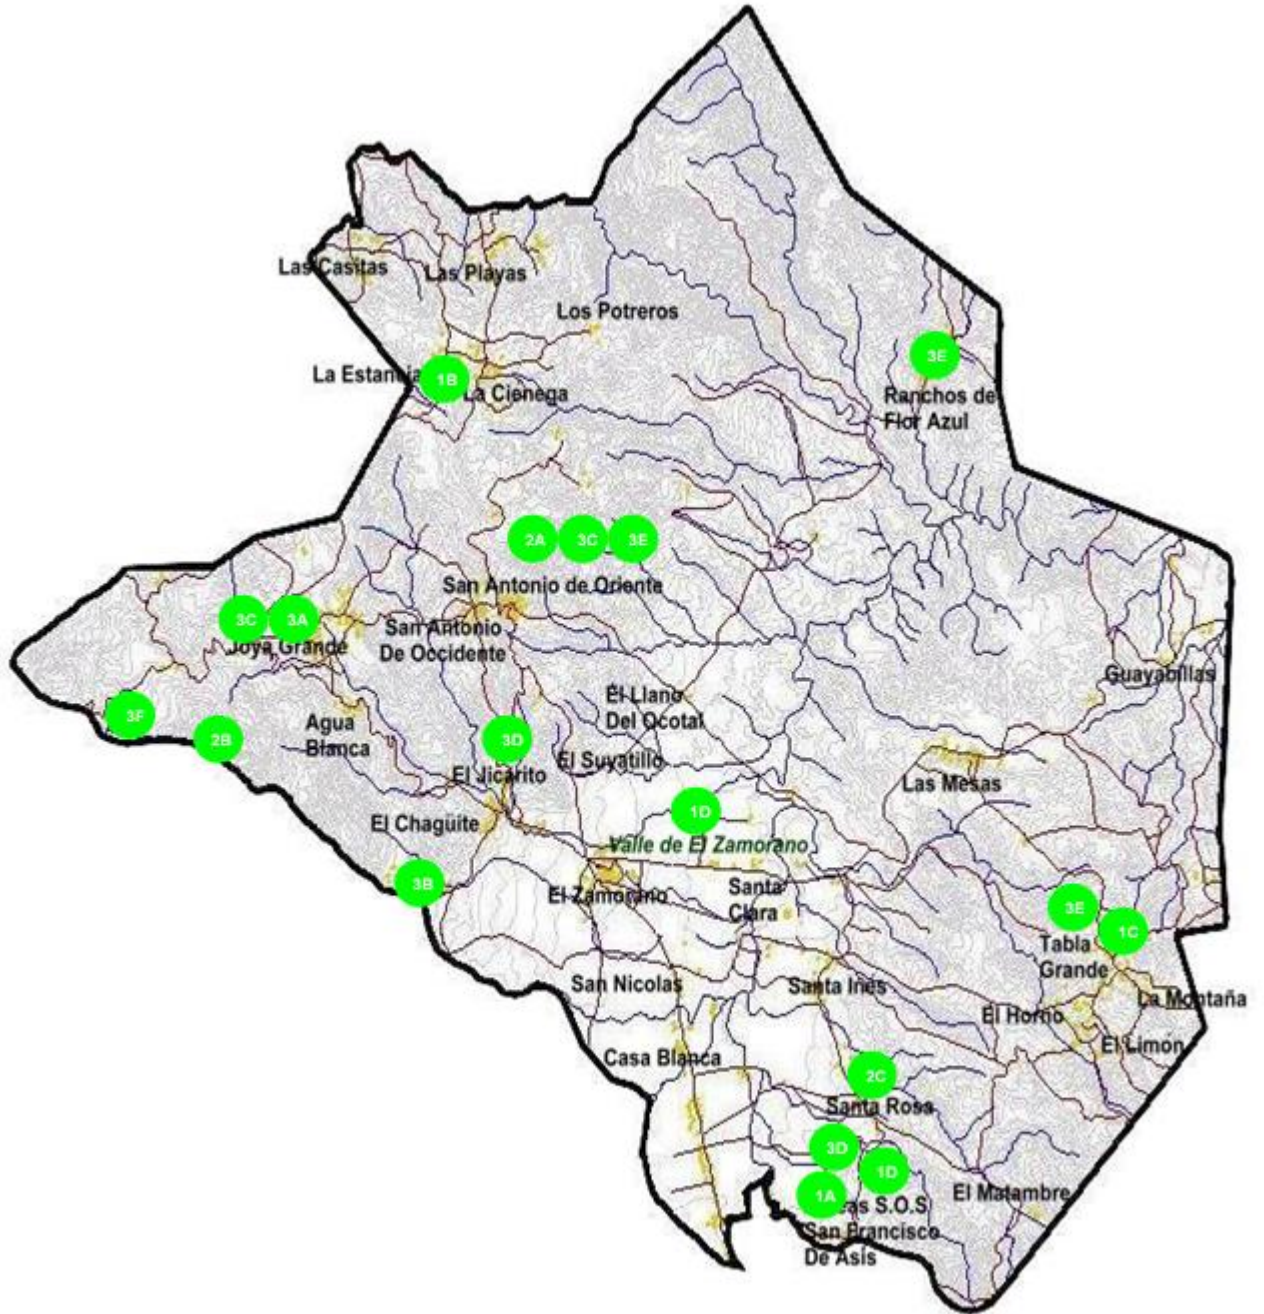 Las Casitas
Las Playas
Los Potreros
3E
La Estancia
1B
La Cienega
Ranchos de
Flor Azul
2A
3C
3E
San Antonio de Oriente
3C
3A
Joya Grande
San Antonio
De Occidente
Guayabillas
3F
2B
Agua
Blanca
El Llano
Del Ocotal
3D
El Suyatillo
El Jicarito
Las Mesas
1D
El Chagüite
Valle de El Zamorano
3B
El Zamorano
Santa
Clara
3E
1C
Tabla
Grande
San Nicolas
Santa Ines
La Montaña
El Horno
El Limón
Casa Blanca
2C
Santa Rosa
3D
1D
1A
eas S.O.S
San Francisco
De Asís
El Matambre